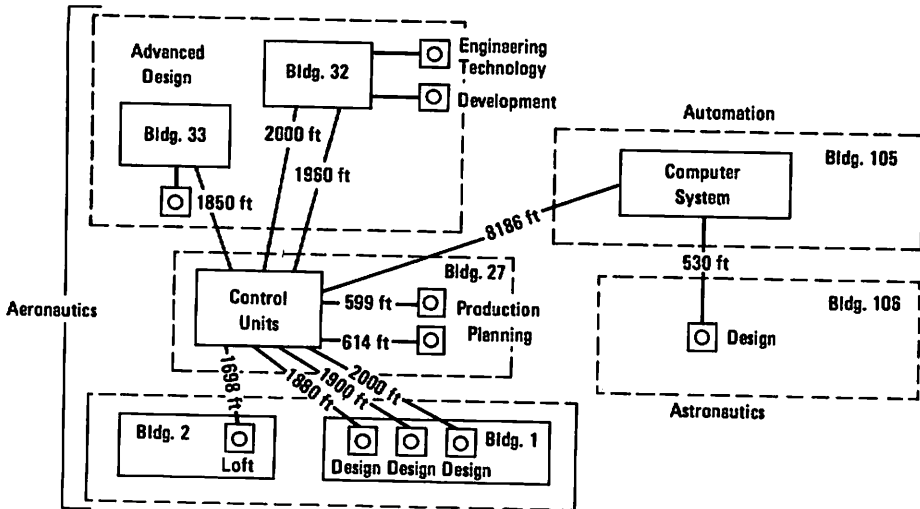 Advanced
Design
Bldg. 32
Engineering
Technology
Development
Bldg. 33
2000 ft
1960 ft
1850 ft
Automation
Bldg. 105
Computer
System
8186 ft
530 ft
Aeronautics
Bldg. 27
Control
Units
599 ft
Production
614 ft
Planning
Bldg. 106
Design
Astronautics
1698 ft
1880 ft
1900 ft
2000 ft
Bldg. 2
Loft
Bldg. 1
Design Design Design